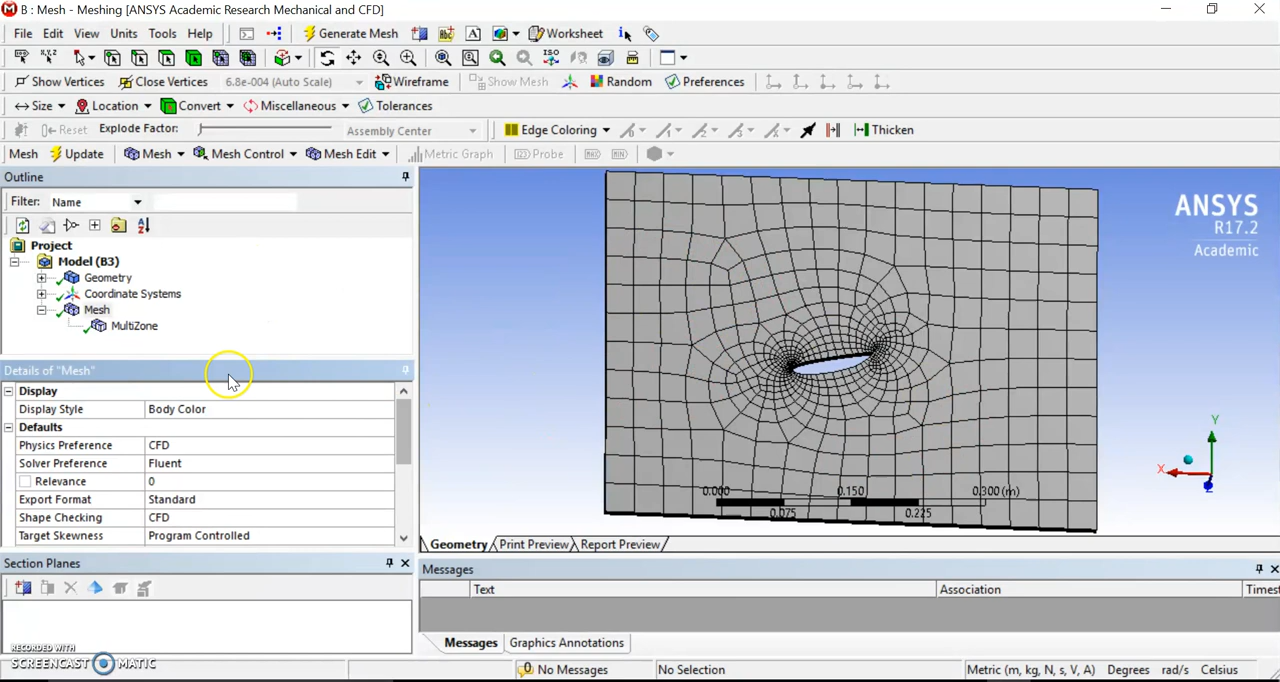 B : Mesh - Meshing [ANSYS Academic Research Mechanical and CFD]
File Edit View Units Tools Help Generate Mesh A Worksheet
ISO
Show Vertices Close Vertices 6.8e-004 (Auto Scale) Wireframe Show Mesh Random Preferences
Size Location Convert Miscellaneous Tolerances
Reset Explode Factor: Assembly Center Edge Coloring Thicken
Mesh Update Mesh Mesh Control Mesh Edit Metric Graph Probe MAX MIN
Outline
Filter: Name
Project
Model (B3)
Geometry
Coordinate Systems
Mesh
MultiZone
Details of "Mesh"
Display
Display Style Body Color
Defaults
Physics Preference CFD
Solver Preference Fluent
Relevance 0
Export Format Standard
Shape Checking CFD
Target Skewness Program Controlled
Section Planes
RECORDED WITH
SCREENCAST MATIC
ANSYS
R17.2
Academic
Y
X
Z
0.000 0.150 0.300 (m)
0.075 0.225
Geometry Print Preview Report Preview
Messages
Text Association Timest
Messages Graphics Annotations
No Messages No Selection Metric (m, kg, N, s, V, A) Degrees rad/s Celsius